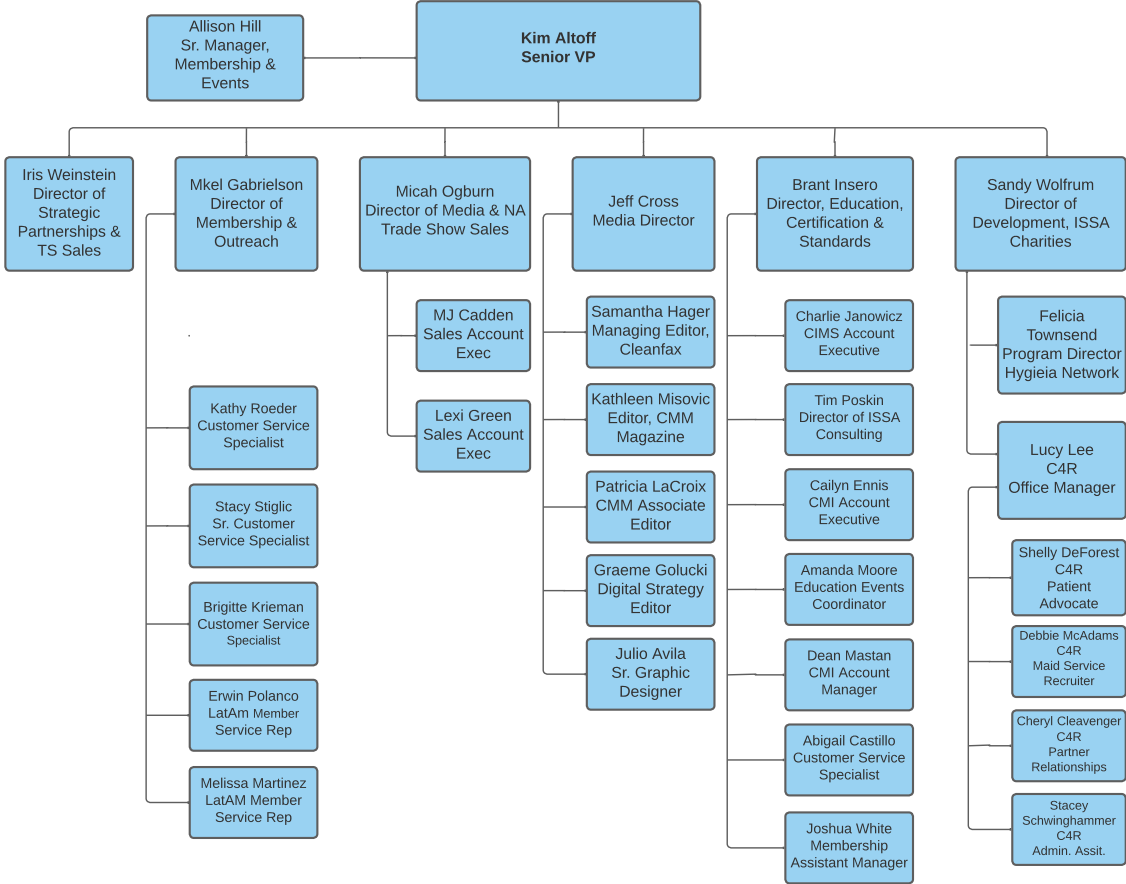 Allison Hill
Sr. Manager,
Membership &
Events
Kim Altoff
Senior VP
Iris Weinstein
Director of
Strategic
Partnerships &
TS Sales
Mkel Gabrielson
Director of
Membership &
Outreach
Micah Ogburn
Director of Media & NA
Trade Show Sales
Jeff Cross
Media Director
Brant Insero
Director, Education,
Certification &
Standards
Sandy Wolfrum
Director of
Development, ISSA
Charities
Kathy Roeder
Customer Service
Specialist
Stacy Stiglic
Sr. Customer
Service Specialist
Brigitte Krieman
Customer Service
Specialist
Erwin Polanco
LatAm Member
Service Rep
Melissa Martinez
LatAM Member
Service Rep
MJ Cadden
Sales Account
Exec
Lexi Green
Sales Account
Exec
Samantha Hager
Managing Editor,
Cleanfax
Kathleen Misovic
Editor, CMM
Magazine
Patricia LaCroix
CMM Associate
Editor
Graeme Golucki
Digital Strategy
Editor
Julio Avila
Sr. Graphic
Designer
Charlie Janowicz
CIMS Account
Executive
Tim Poskin
Director of ISSA
Consulting
Cailyn Ennis
CMI Account
Executive
Amanda Moore
Education Events
Coordinator
Dean Mastan
CMI Account
Manager
Abigail Castillo
Customer Service
Specialist
Joshua White
Membership
Assistant Manager
Felicia
Townsend
Program Director
Hygieia Network
Lucy Lee
C4R
Office Manager
Shelly DeForest
C4R
Patient
Advocate
Debbie McAdams
C4R
Maid Service
Recruiter
Cheryl Cleavenger
C4R
Partner
Relationships
Stacey
Schwinghammer
C4R
Admin. Assit.